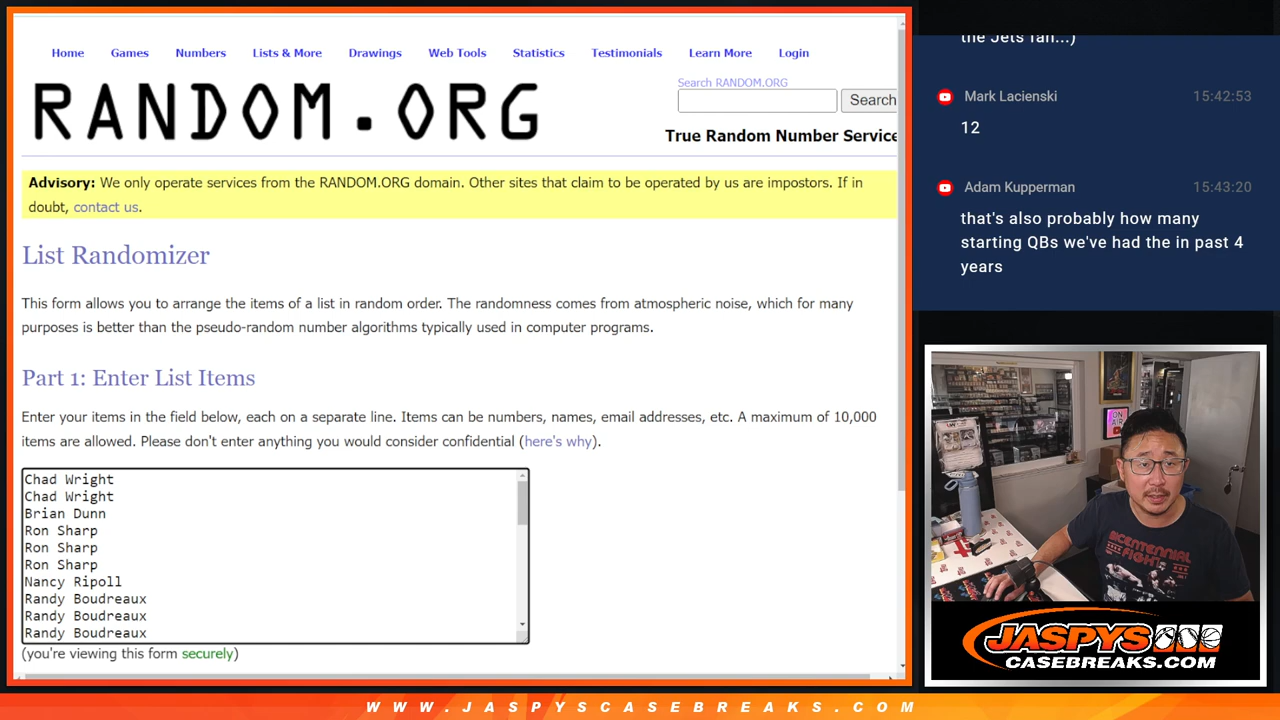 Home Games Numbers Lists & More Drawings Web Tools Statistics Testimonials Learn More Login
RANDOM.ORG
Search RANDOM.ORG
Search
True Random Number Service
Advisory: We only operate services from the RANDOM.ORG domain. Other sites that claim to be operated by us are impostors. If in
doubt, contact us.
List Randomizer
This form allows you to arrange the items of a list in random order. The randomness comes from atmospheric noise, which for many
purposes is better than the pseudo-random number algorithms typically used in computer programs.
Part 1: Enter List Items
Enter your items in the field below, each on a separate line. Items can be numbers, names, email addresses, etc. A maximum of 10,000
items are allowed. Please don't enter anything you would consider confidential (here's why).
Chad Wright
Chad Wright
Brian Dunn
Ron Sharp
Ron Sharp
Ron Sharp
Nancy Ripoll
Randy Boudreaux
Randy Boudreaux
Randy Boudreaux
(you're viewing this form securely)
the Jets fan...)
Mark Lacienski 15:42:53
12
Adam Kupperman 15:43:20
that's also probably how many
starting QBs we've had the in past 4
years
ON
AIR
BICENTENNIAL
FIGHT
JASPYS
CASEBREAKS.COM
WWW.JASPYSCASEBREAKS.COM